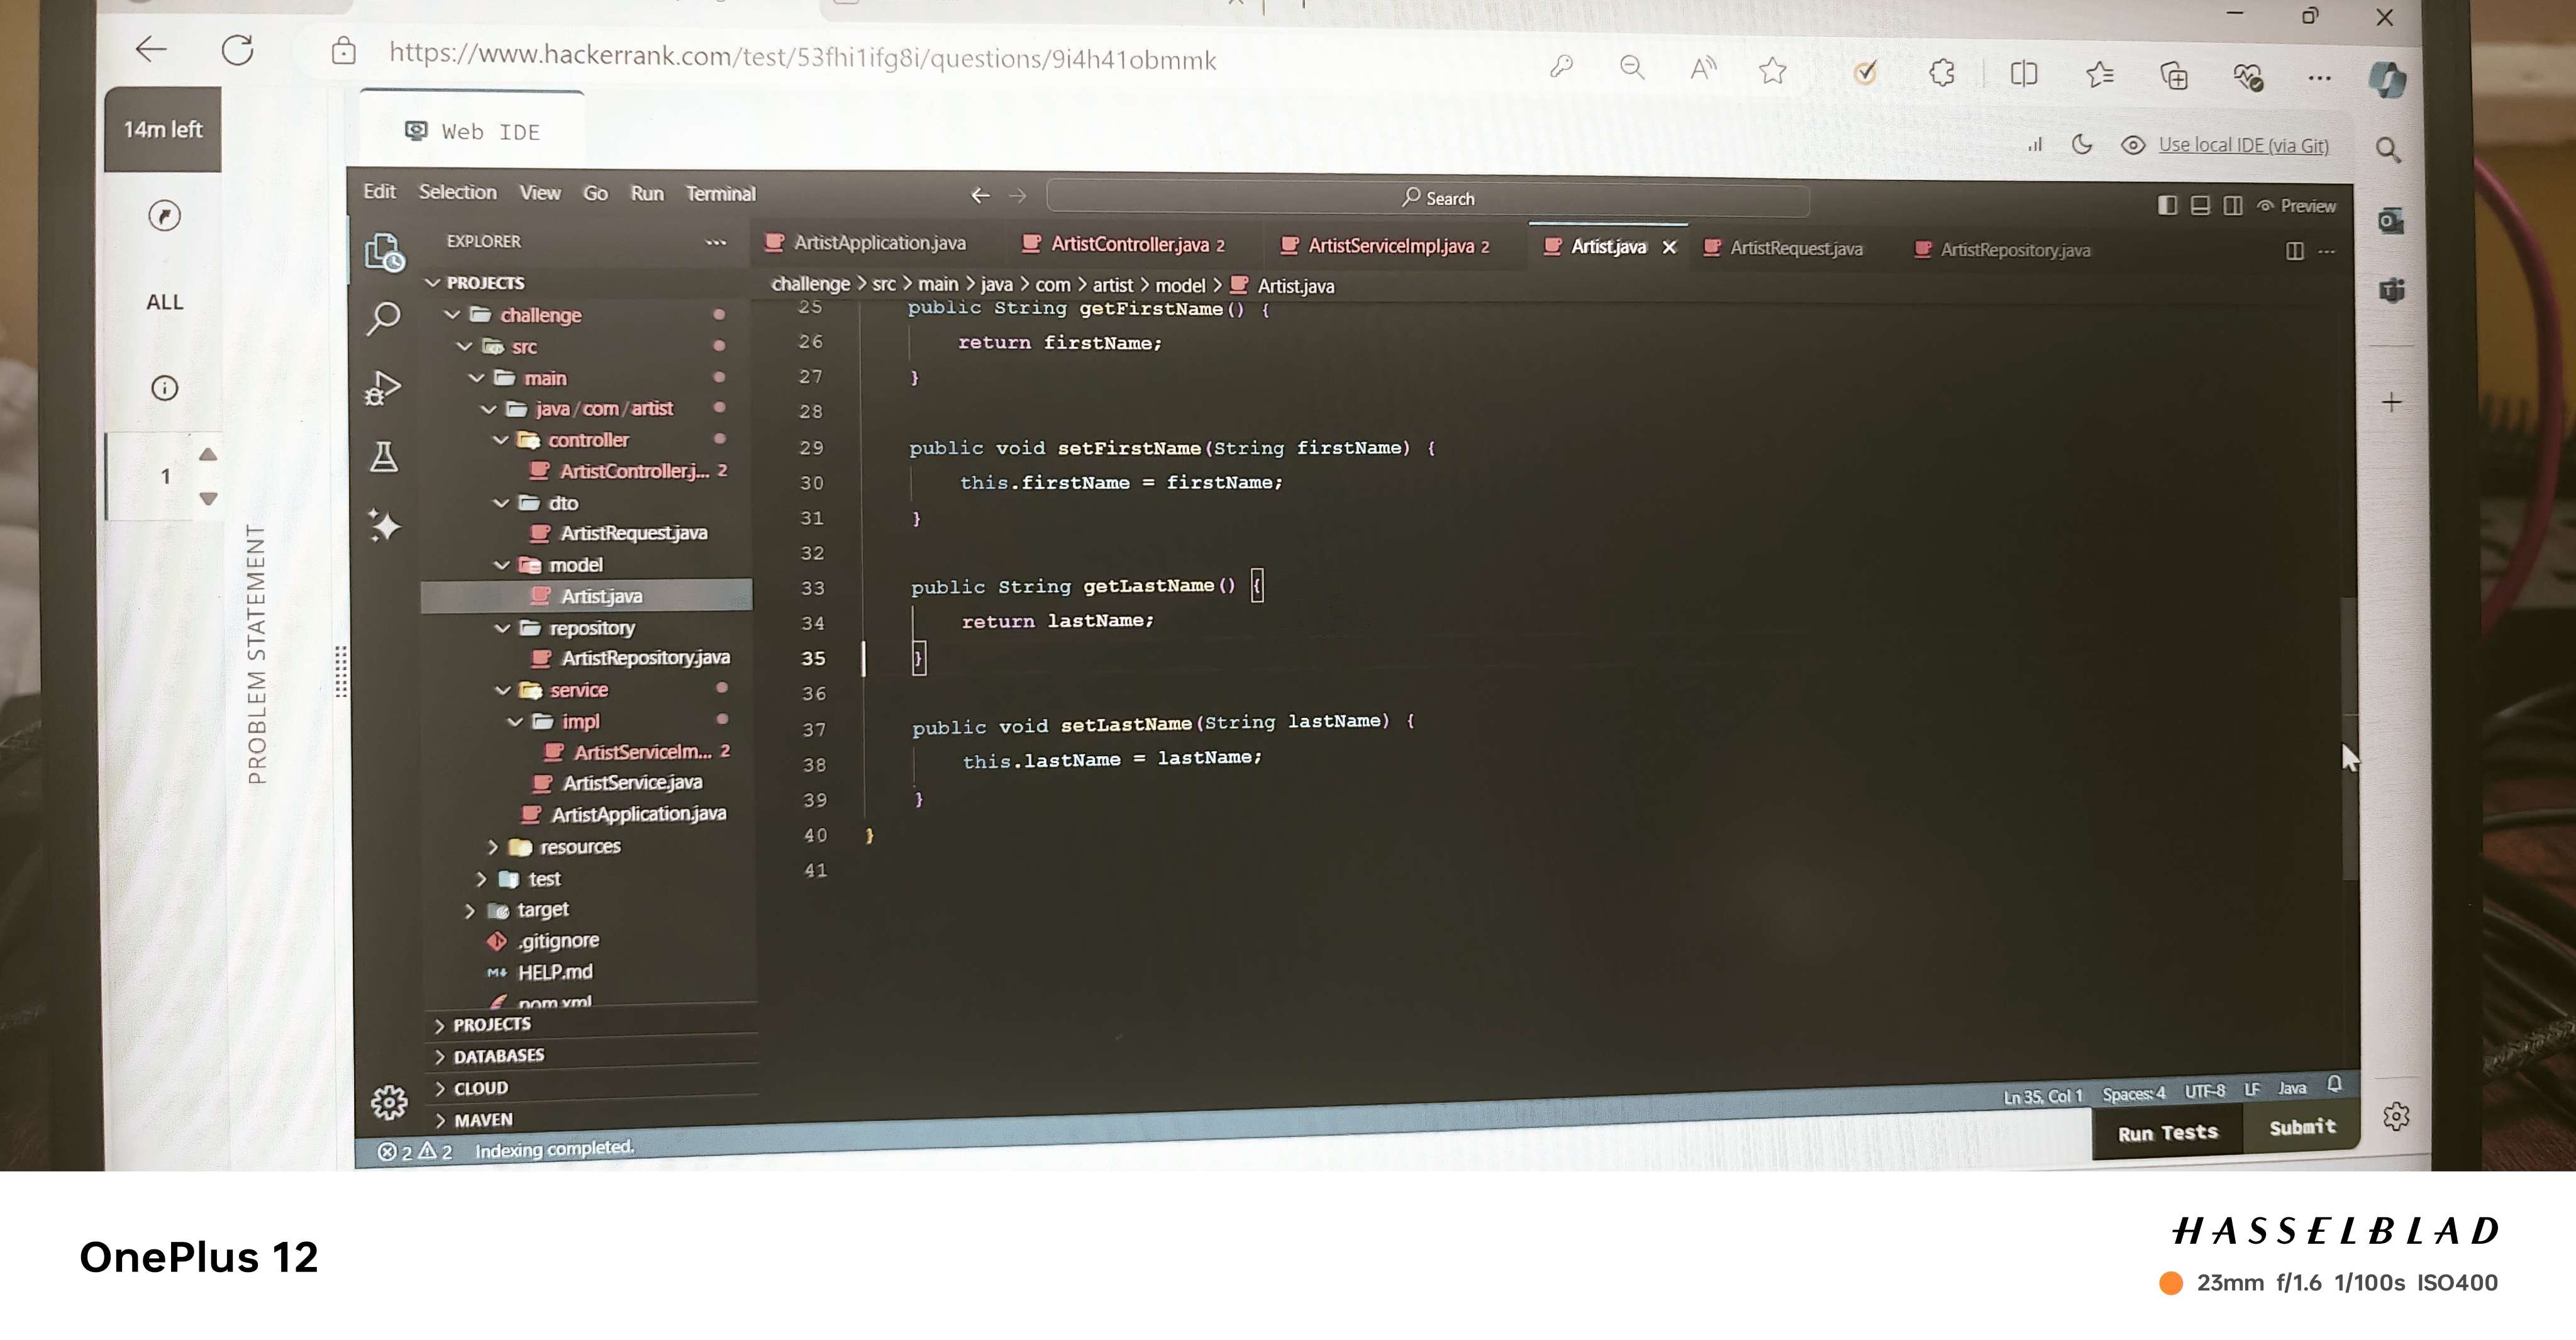 https://www.hackerrank.com/test/53fhi1ifg8i/questions/9i4h41obmmk
14m left
Web IDE
Use local IDE (via Git)
Edit Selection View Go Run Terminal
Search
Preview
EXPLORER
ArtistApplication.java
ArtistController.java 2
ArtistServiceImpl.java 2
Artist.java
ArtistRequest.java
ArtistRepository.java
challenge > src > main > java > com > artist > model > Artist.java
ALL
1
PROBLEM STATEMENT
PROJECTS
challenge
src
main
java/com/artist
controller
ArtistController.j... 2
dto
ArtistRequest.java
model
Artist.java
repository
ArtistRepository.java
service
impl
ArtistServiceIm... 2
ArtistService.java
ArtistApplication.java
resources
test
target
.gitignore
HELP.md
pom.xml
PROJECTS
DATABASES
CLOUD
MAVEN
25 public String getFirstName() {
26 return firstName;
27 }
28
29 public void setFirstName(String firstName) {
30 this.firstName = firstName;
31 }
32
33 public String getLastName() {
34 return lastName;
35 }
36
37 public void setLastName(String lastName) {
38 this.lastName = lastName;
39 }
40 }
41
2 2 Indexing completed.
Ln 35, Col 1 Spaces: 4 UTF-8 LF Java
Run Tests
Submit
OnePlus 12
HASSELBLAD
23mm f/1.6 1/100s ISO400